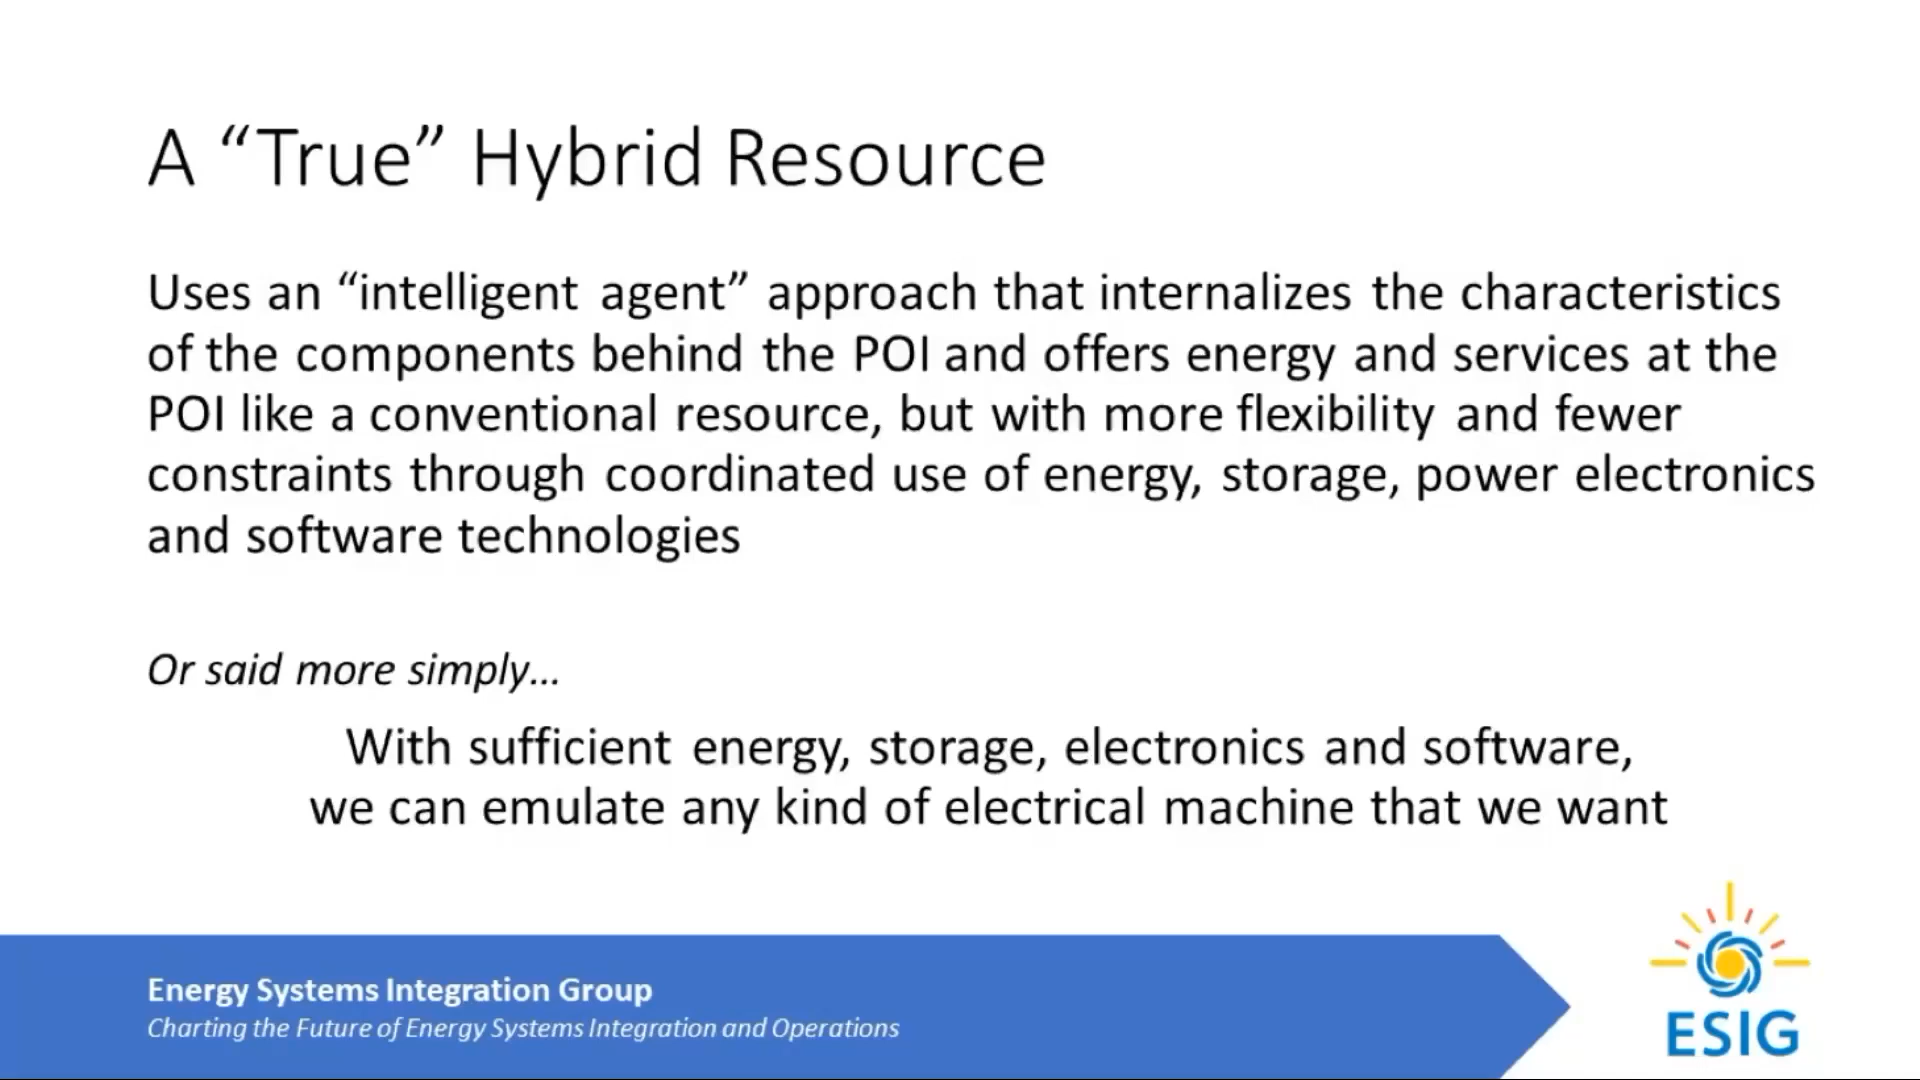 A “True” Hybrid Resource
Uses an “intelligent agent” approach that internalizes the characteristics
of the components behind the POI and offers energy and services at the
POI like a conventional resource, but with more flexibility and fewer
constraints through coordinated use of energy, storage, power electronics
and software technologies
Or said more simply...
With sufficient energy, storage, electronics and software,
we can emulate any kind of electrical machine that we want
Energy Systems Integration Group
Charting the Future of Energy Systems Integration and Operations
ESIG